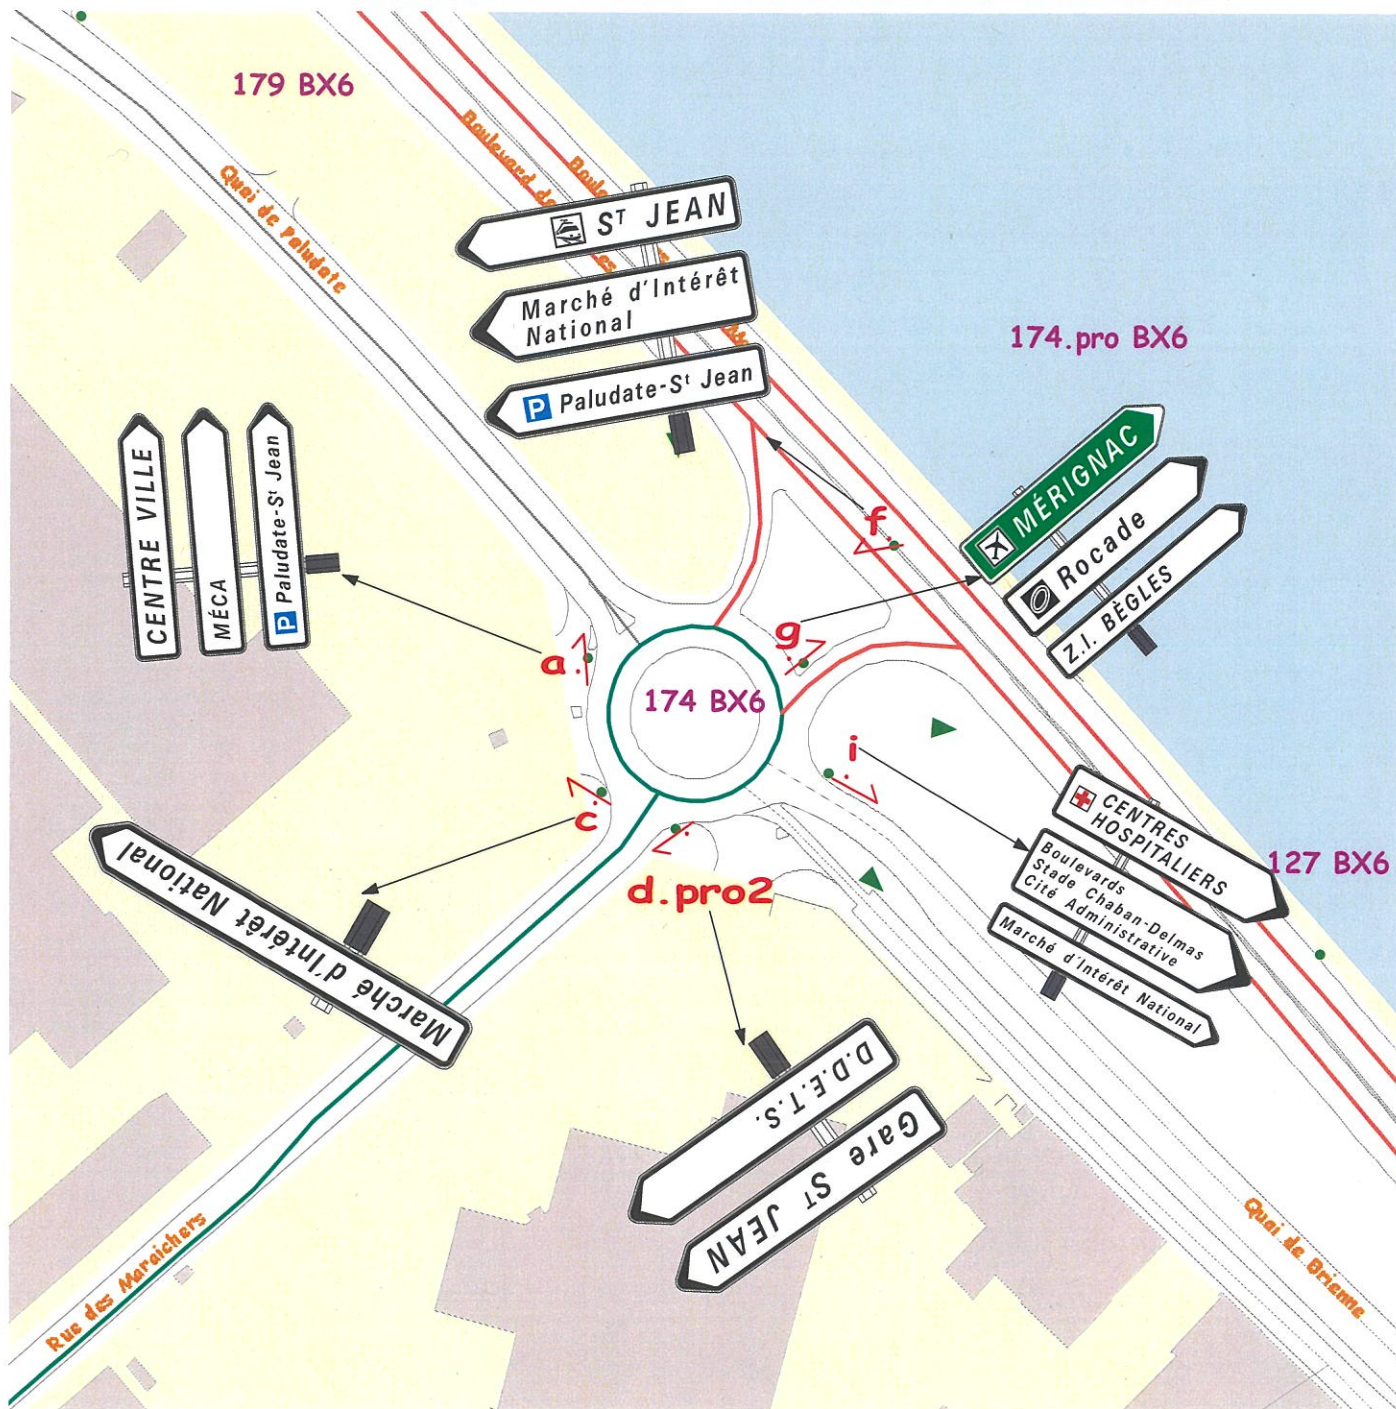 179 BX6
Quai de Paludate
Boulevard de
Boule
es
Sᵀ JEAN
Marché d'Intérêt
National
P Paludate-Sᵗ Jean
174.pro BX6
CENTRE VILLE
MÉCA
P Paludate-Sᵗ Jean
MÉRIGNAC
Rocade
Z.I. BÈGLES
f
g
a
174 BX6
i
c
d.pro2
CENTRES
HOSPITALIERS
Boulevards
Stade Chaban-Delmas
Cité Administrative
Marché d'Intérêt National
127 BX6
Marché d'Intérêt National
D.D.E.T.S.
Gare Sᵀ JEAN
Rue des Maraichers
Quai de Brienne